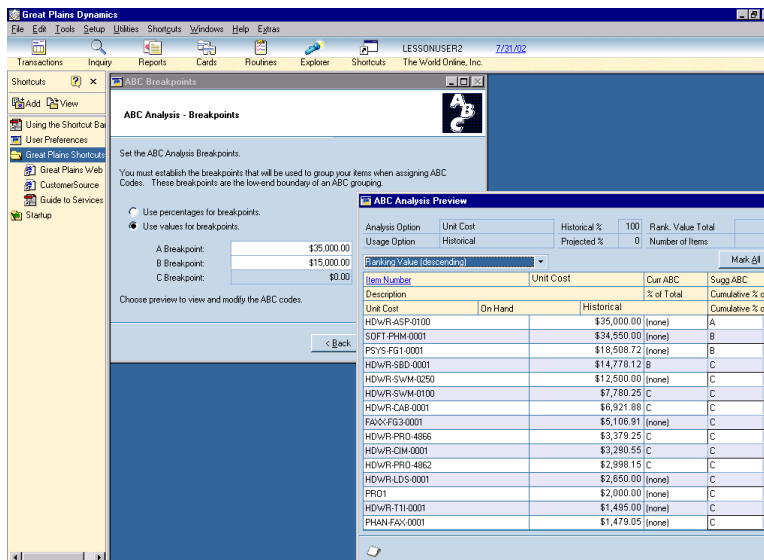 Great Plains Dynamics
File Edit Tools Setup Utilities Shortcuts Windows Help Extras
LESSONUSER2 7/31/02
Transactions Inquiry Reports Cards Routines Explorer Shortcuts The World Online, Inc.
Shortcuts
Add View
Using the Shortcut Bar
User Preferences
Great Plains Shortcuts
Great Plains Web
CustomerSource
Guide to Services
Startup
ABC Breakpoints
ABC Analysis - Breakpoints
ABC
Set the ABC Analysis Breakpoints.
You must establish the breakpoints that will be used to group your items when assigning ABC
Codes. These breakpoints are the low-end boundary of an ABC grouping.
Use percentages for breakpoints.
Use values for breakpoints.
A Breakpoint: $35,000.00
B Breakpoint: $15,000.00
C Breakpoint: $0.00
Choose preview to view and modify the ABC codes.
< Back
ABC Analysis Preview
Analysis Option Unit Cost Historical % 100 Rank. Value Total
Usage Option Historical Projected % 0 Number of Items
Ranking Value (descending) Mark All
Item Number Unit Cost Curr ABC Sugg ABC
Description % of Total Cumulative % o
Unit Cost On Hand Historical Cumulative % o
HDWR-ASP-0100 $35,000.00 (none) A
SOFT-PHM-0001 $34,550.00 (none) B
PSYS-FG1-0001 $18,508.72 (none) B
HDWR-SBD-0001 $14,778.12 B C
HDWR-SWM-0250 $12,500.00 (none) C
HDWR-SWM-0100 $7,780.25 C C
HDWR-CAB-0001 $6,921.88 C C
FAXX-FG3-0001 $5,106.91 (none) C
HDWR-PRO-4866 $3,379.25 C C
HDWR-CIM-0001 $3,290.55 C C
HDWR-PRO-4862 $2,998.15 C C
HDWR-LDS-0001 $2,650.00 (none) C
PRO1 $2,000.00 (none) C
HDWR-T1I-0001 $1,495.00 (none) C
PHAN-FAX-0001 $1,479.05 (none) C